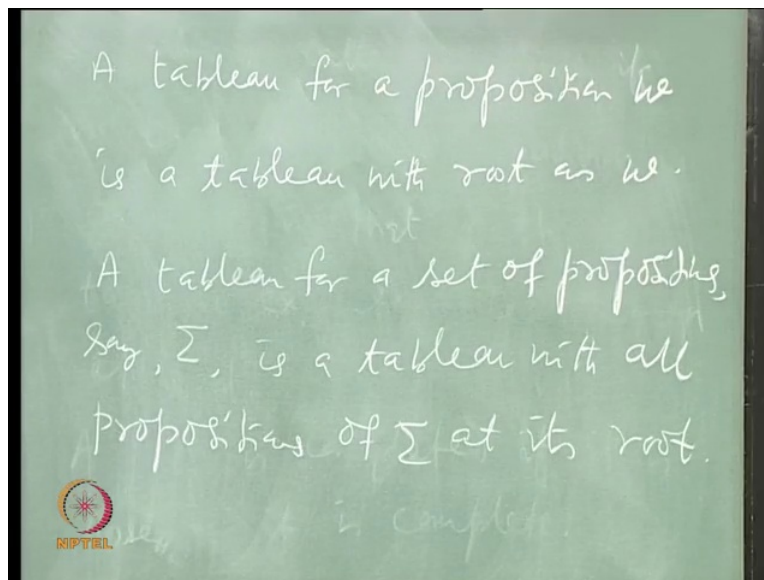 A tableau for a proposition w
is a tableau with root as w.
A tableau for a set of propositions,
say, Σ, is a tableau with all
propositions of Σ at its root.
NPTEL